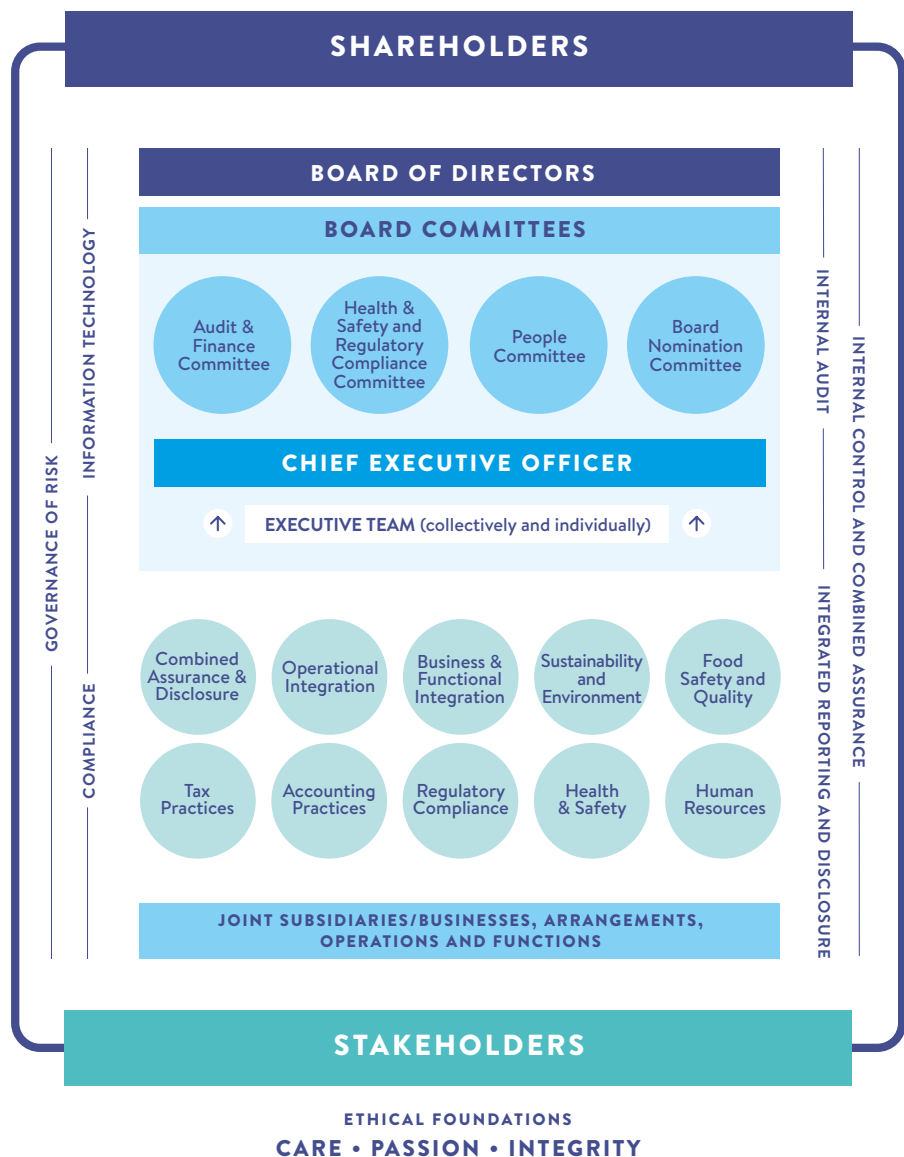 SHAREHOLDERS
BOARD OF DIRECTORS
BOARD COMMITTEES
Audit &
Finance
Committee
Health &
Safety and
Regulatory
Compliance
Committee
People
Committee
Board
Nomination
Committee
CHIEF EXECUTIVE OFFICER
EXECUTIVE TEAM (collectively and individually)
Combined
Assurance &
Disclosure
Operational
Integration
Business &
Functional
Integration
Sustainability
and
Environment
Food
Safety and
Quality
Tax
Practices
Accounting
Practices
Regulatory
Compliance
Health
& Safety
Human
Resources
JOINT SUBSIDIARIES/BUSINESSES, ARRANGEMENTS,
OPERATIONS AND FUNCTIONS
GOVERNANCE OF RISK
INFORMATION TECHNOLOGY
COMPLIANCE
INTERNAL AUDIT
INTEGRATED REPORTING AND DISCLOSURE
INTERNAL CONTROL AND COMBINED ASSURANCE
STAKEHOLDERS
ETHICAL FOUNDATIONS
CARE • PASSION • INTEGRITY